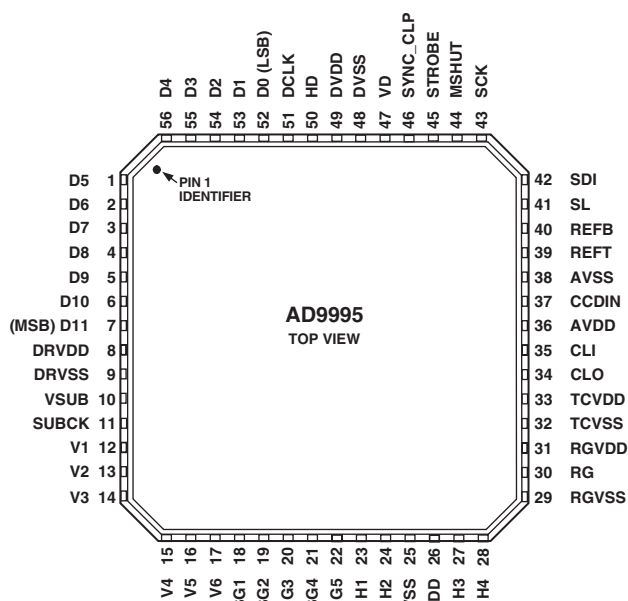 56 D4
55 D3
54 D2
53 D1
52 D0 (LSB)
51 DCLK
50 HD
49 DVDD
48 DVSS
47 VD
46 SYNC_CLP
45 STROBE
44 MSHUT
43 SCK
D5 1
D6 2
D7 3
D8 4
D9 5
D10 6
(MSB) D11 7
DRVDD 8
DRVSS 9
VSUB 10
SUBCK 11
V1 12
V2 13
V3 14
PIN 1
IDENTIFIER
AD9995
TOP VIEW
42 SDI
41 SL
40 REFB
39 REFT
38 AVSS
37 CCDIN
36 AVDD
35 CLI
34 CLO
33 TCVDD
32 TCVSS
31 RGVDD
30 RG
29 RGVSS
V4 15
V5 16
V6 17
18
19
20
21
22
H1 23
H2 24
25
26
H3 27
H4 28